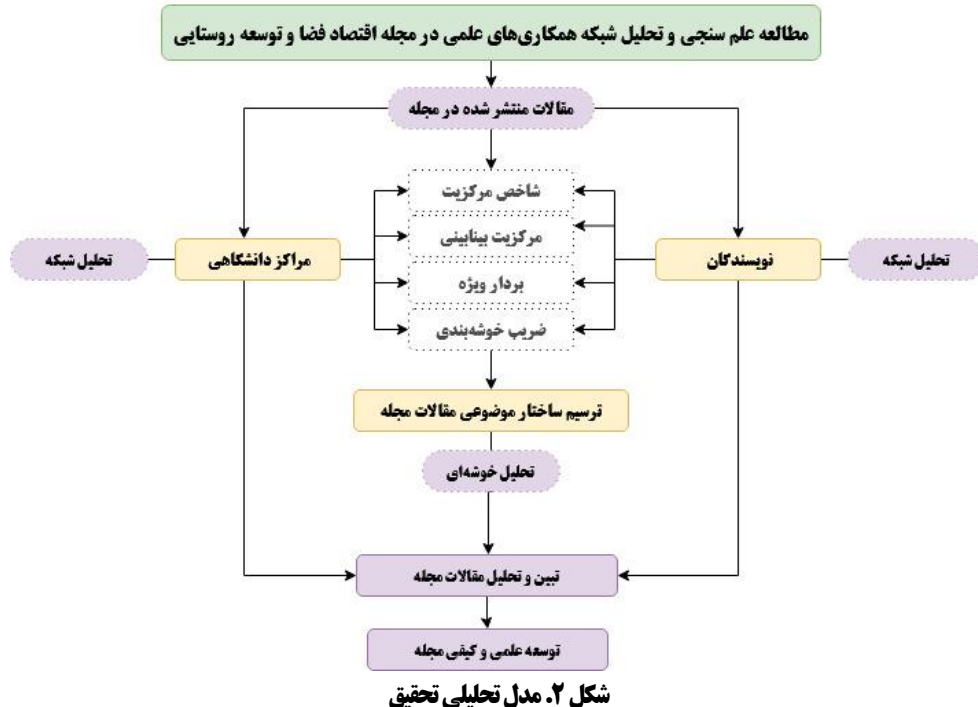 مطالعه علم سنجی و تحلیل شبکه همکاری‌های علمی در مجله اقتصاد فضا و توسعه روستایی
مقالات منتشر شده در مجله
شاخص مرکزیت
مرکزیت بینابینی
بردار ویژه
ضریب خوشه‌بندی
تحلیل شبکه
نویسندگان
مراکز دانشگاهی
تحلیل شبکه
ترسیم ساختار موضوعی مقالات مجله
تحلیل خوشه‌ای
تبین و تحلیل مقالات مجله
توسعه علمی و کیفی مجله
شکل ۲. مدل تحلیلی تحقیق